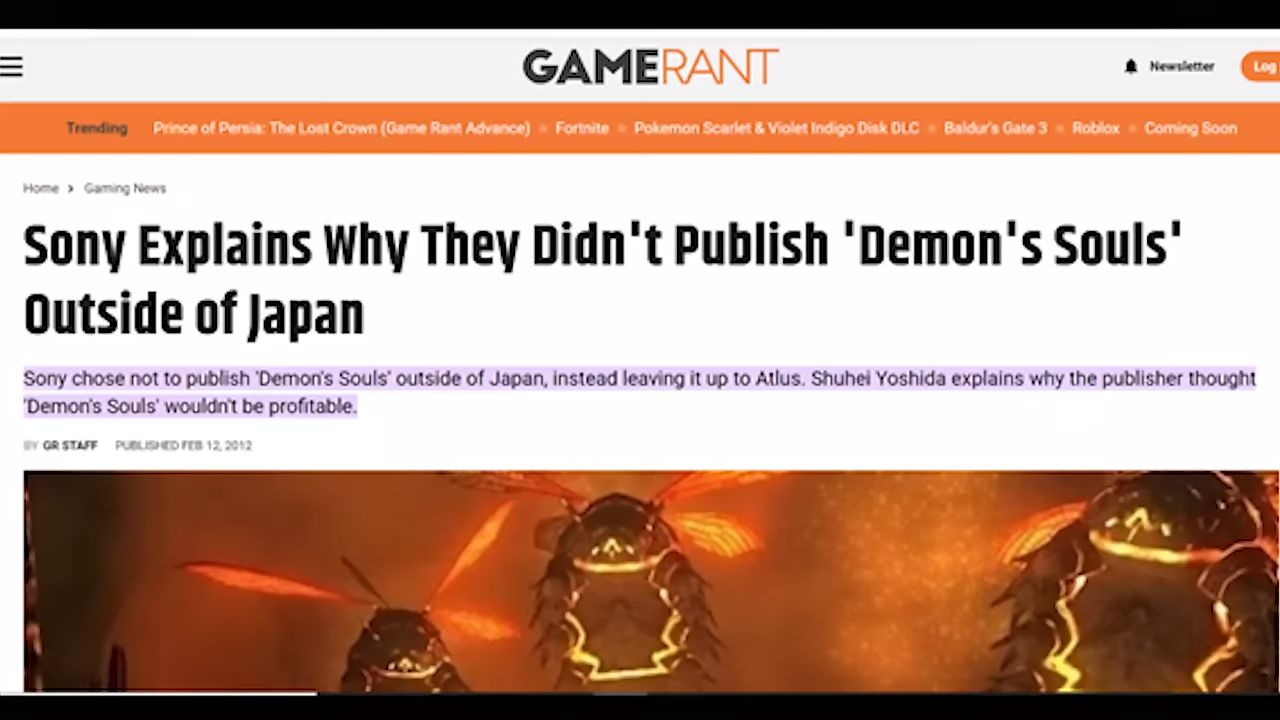 GAMERANT
Newsletter
Log
Trending Prince of Persia: The Lost Crown (Game Rant Advance) Fortnite Pokemon Scarlet & Violet Indigo Disk DLC Baldur's Gate 3 Roblox Coming Soon
Home > Gaming News
Sony Explains Why They Didn't Publish 'Demon's Souls'
Outside of Japan
Sony chose not to publish 'Demon's Souls' outside of Japan, instead leaving it up to Atlus. Shuhei Yoshida explains why the publisher thought
'Demon's Souls' wouldn't be profitable.
BY GR STAFF PUBLISHED FEB 12, 2012